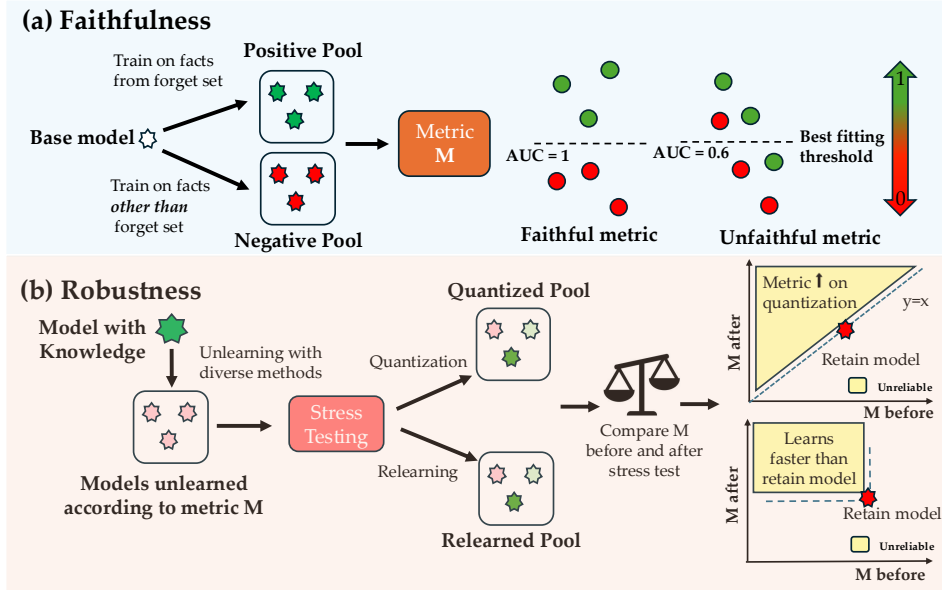 (a) Faithfulness
Train on facts
from forget set
Positive Pool
Base model
Train on facts
other than
forget set
Negative Pool
Metric
M
AUC = 1
Faithful metric
AUC = 0.6
Unfaithful metric
Best fitting
threshold
1
0
(b) Robustness
Model with
Knowledge
Unlearning with
diverse methods
Models unlearned
according to metric M
Stress
Testing
Quantization
Relearning
Quantized Pool
Relearned Pool
Compare M
before and after
stress test
M after
Metric ⬆ on
quantization
y=x
Retain model
Unreliable
M before
M after
Learns
faster than
retain model
Retain model
Unreliable
M before